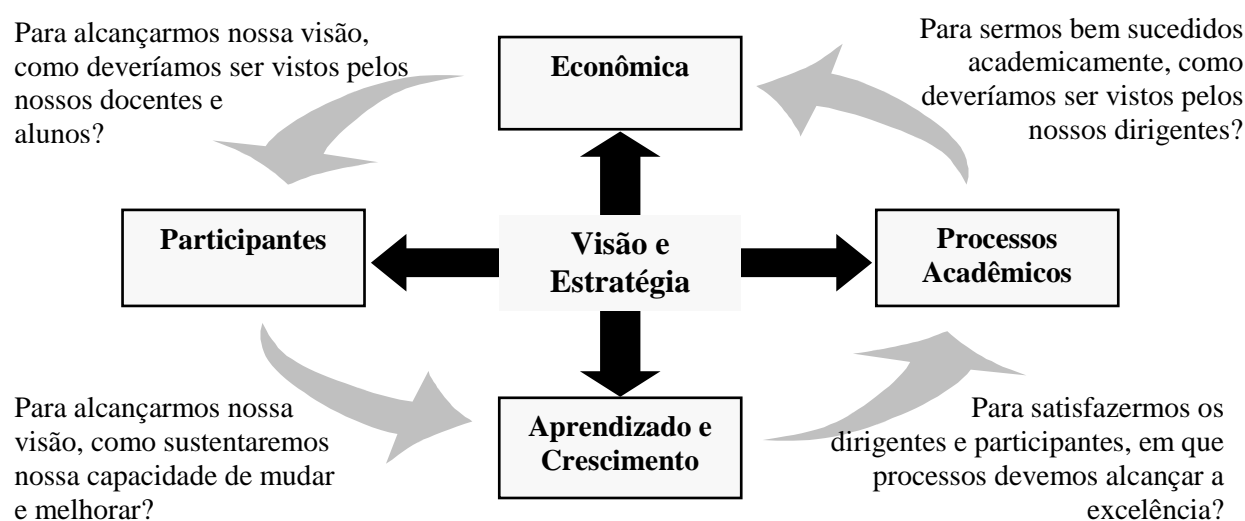 Para alcançarmos nossa visão,
como deveríamos ser vistos pelos
nossos docentes e
alunos?
Econômica
Para sermos bem sucedidos
academicamente, como
deveríamos ser vistos pelos
nossos dirigentes?
Participantes
Visão e
Estratégia
Processos
Acadêmicos
Para alcançarmos nossa
visão, como sustentaremos
nossa capacidade de mudar
e melhorar?
Aprendizado e
Crescimento
Para satisfazermos os
dirigentes e participantes, em que
processos devemos alcançar a
excelência?